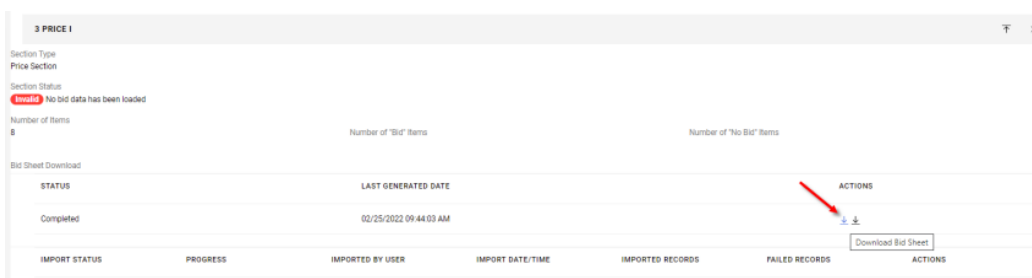 3 PRICE I
Section Type
Price Section
Section Status
Invalid No bid data has been loaded
Number of Items Number of "Bid" Items Number of "No Bid" Items
8
Bid Sheet Download
STATUS LAST GENERATED DATE ACTIONS
Completed 02/25/2022 09:44:03 AM
Download Bid Sheet
IMPORT STATUS PROGRESS IMPORTED BY USER IMPORT DATE/TIME IMPORTED RECORDS FAILED RECORDS ACTIONS